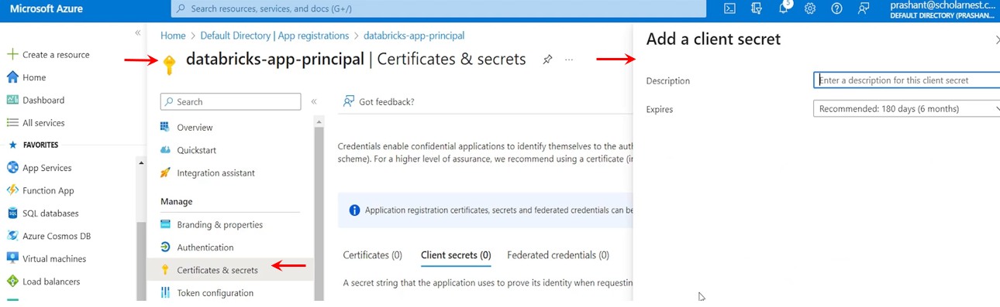 Microsoft Azure
Search resources, services, and docs (G+/)
5
prashant@scholarnest.c...
DEFAULT DIRECTORY (PRASHAN...
Create a resource
Home
Dashboard
All services
FAVORITES
App Services
Function App
SQL databases
Azure Cosmos DB
Virtual machines
Load balancers
Home > Default Directory | App registrations > databricks-app-principal
databricks-app-principal | Certificates & secrets
...
Search
Overview
Quickstart
Integration assistant
Manage
Branding & properties
Authentication
Certificates & secrets
Token configuration
Got feedback?
Credentials enable confidential applications to identify themselves to the
scheme). For a higher level of assurance, we recommend using a certificate
Application registration certificates, secrets and federated credentials can be
Certificates (0) Client secrets (0) Federated credentials (0)
A secret string that the application uses to prove its identity when requesting
Add a client secret
Description
Enter a description for this client secret
Expires
Recommended: 180 days (6 months)